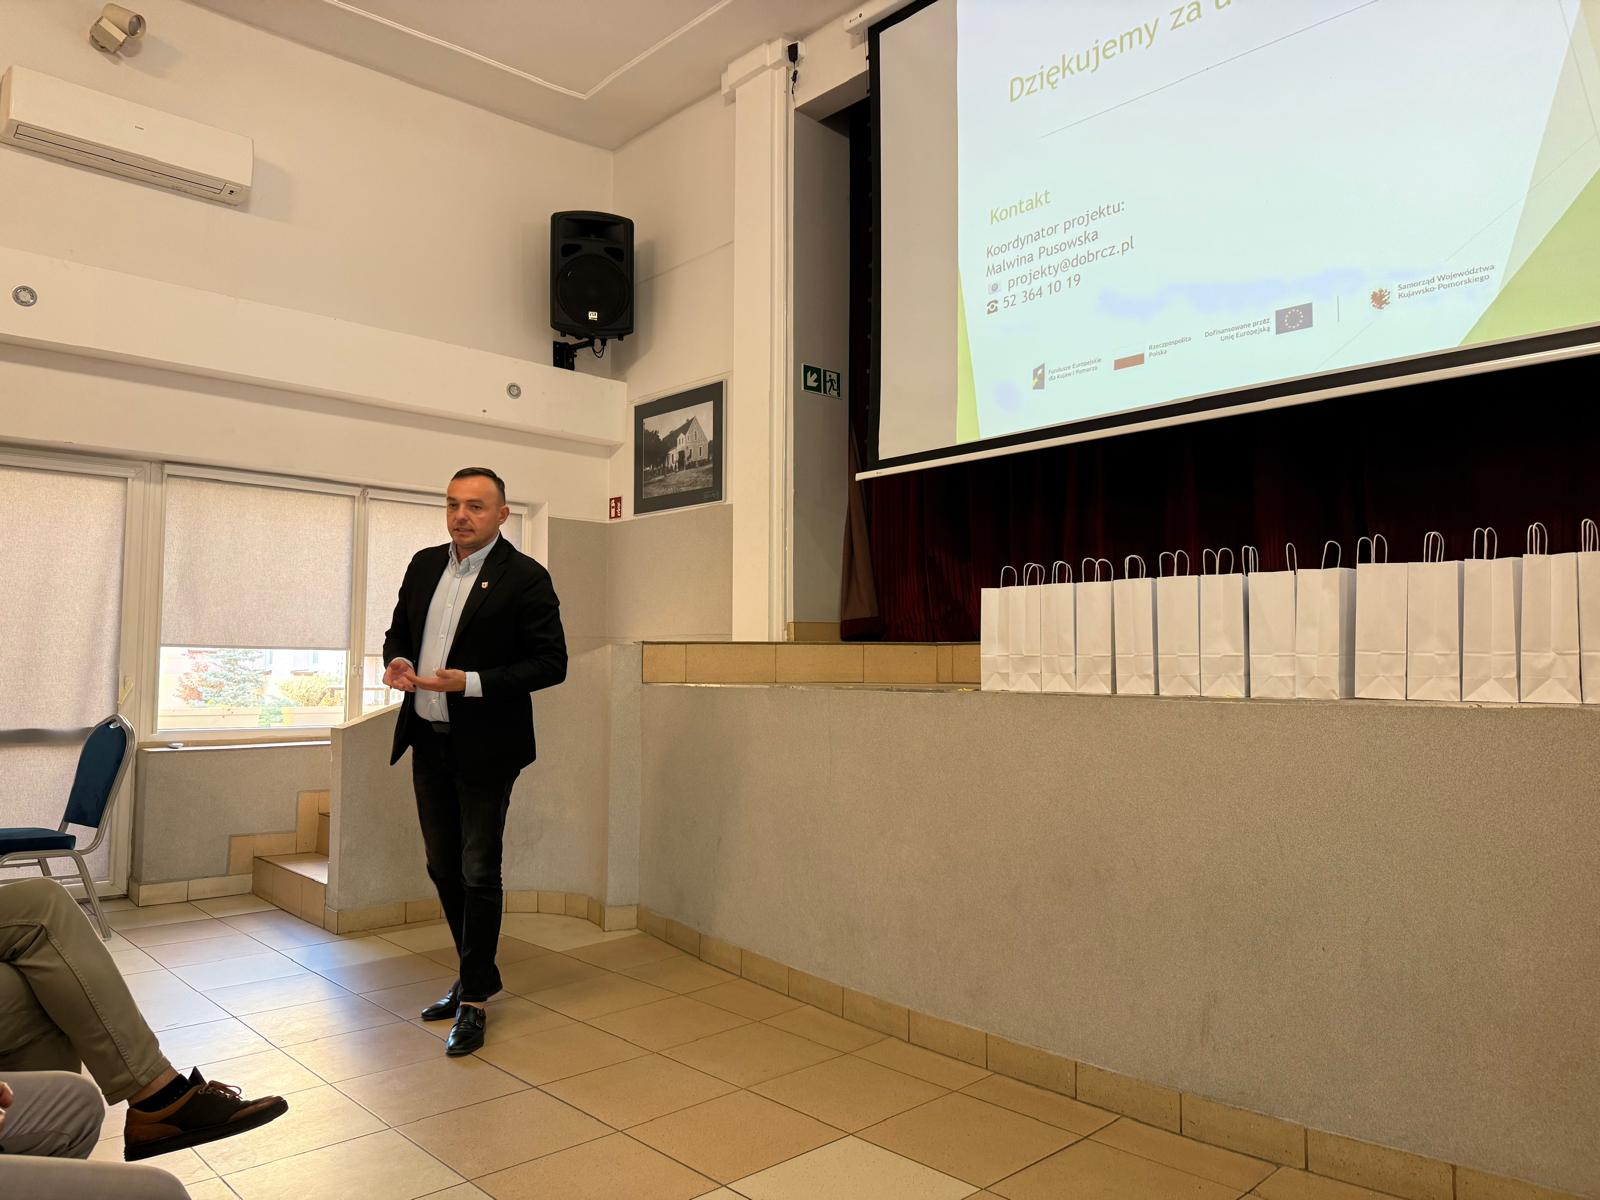 Dziękujemy za u
Kontakt
Koordynator projektu:
Malwina Pusowska
projekty@dobrcz.pl
52 364 10 19
Fundusze Europejskie
dla Kujaw i Pomorza
Rzeczpospolita
Polska
Dofinansowane przez
Unię Europejską
Samorząd Województwa
Kujawsko-Pomorskiego